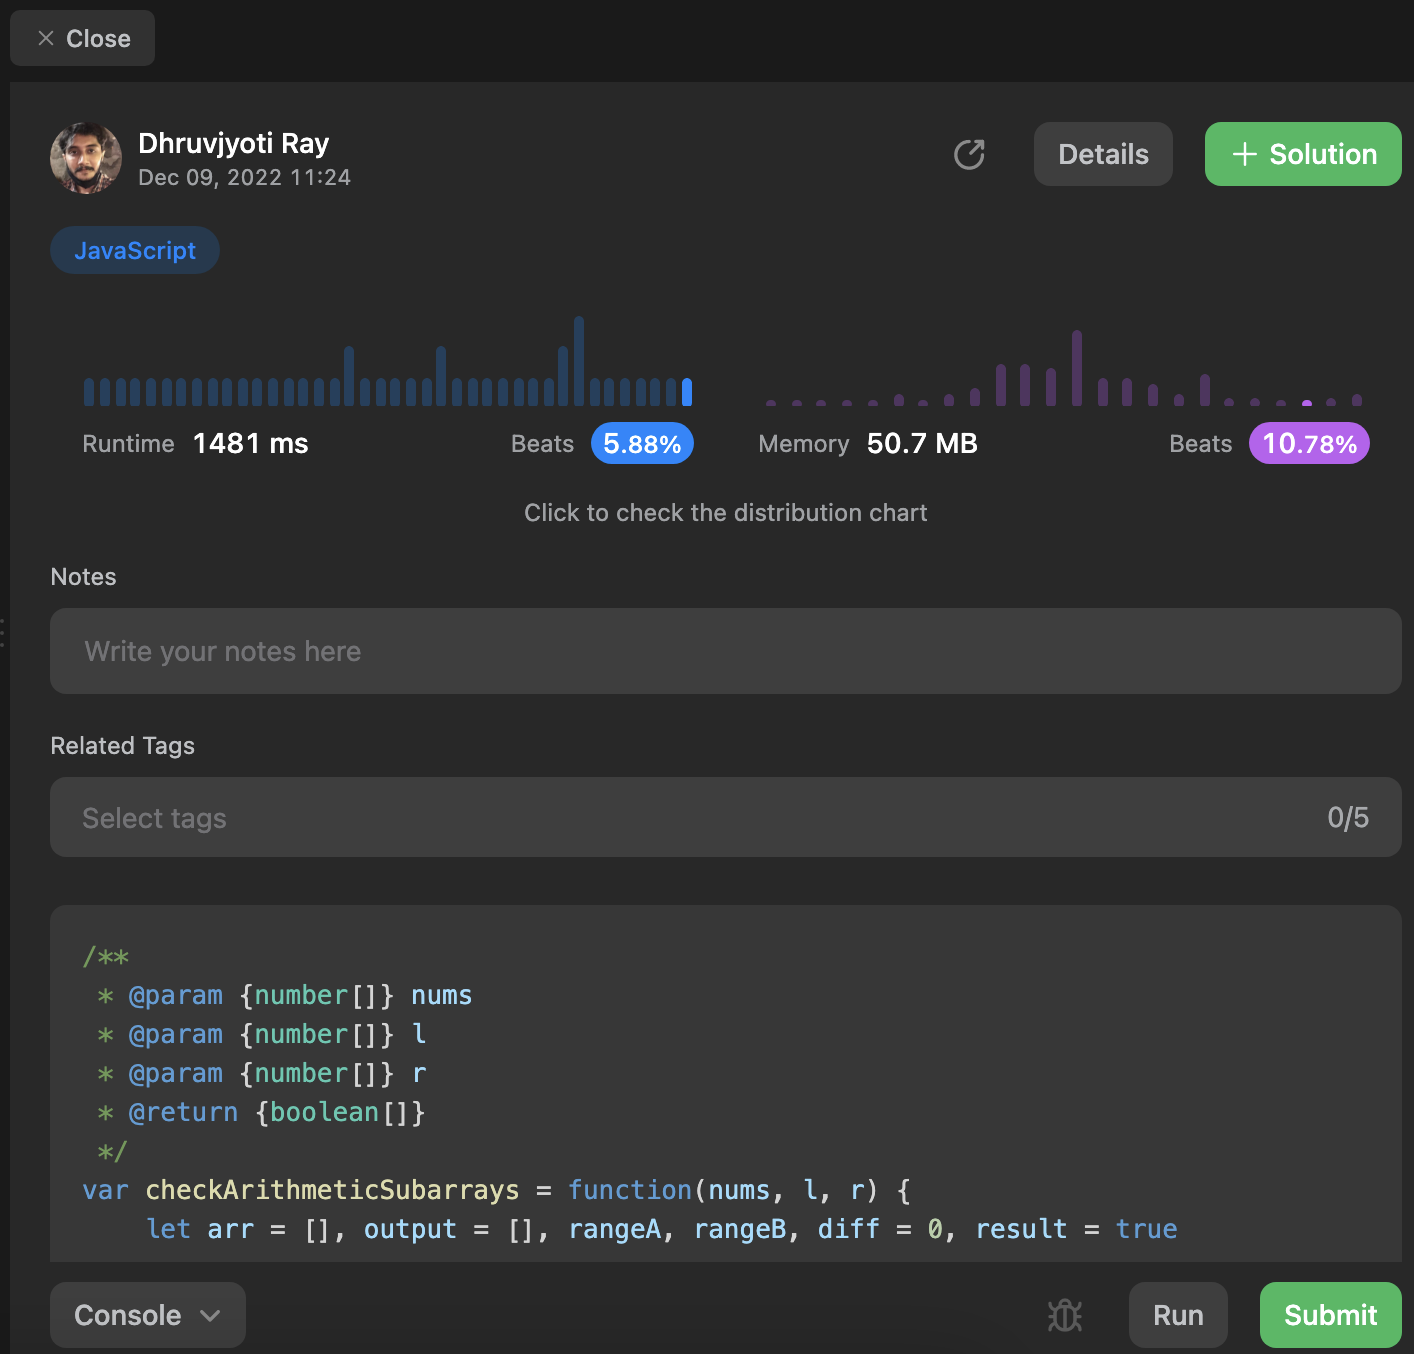 Close
Dhruvjyoti Ray
Dec 09, 2022 11:24
Details
+ Solution
JavaScript
Runtime 1481 ms Beats 5.88%
Memory 50.7 MB Beats 10.78%
Click to check the distribution chart
Notes
Write your notes here
Related Tags
Select tags 0/5
/**
 * @param {number[]} nums
 * @param {number[]} l
 * @param {number[]} r
 * @return {boolean[]}
 */
var checkArithmeticSubarrays = function(nums, l, r) {
    let arr = [], output = [], rangeA, rangeB, diff = 0, result = true
Console
Run
Submit